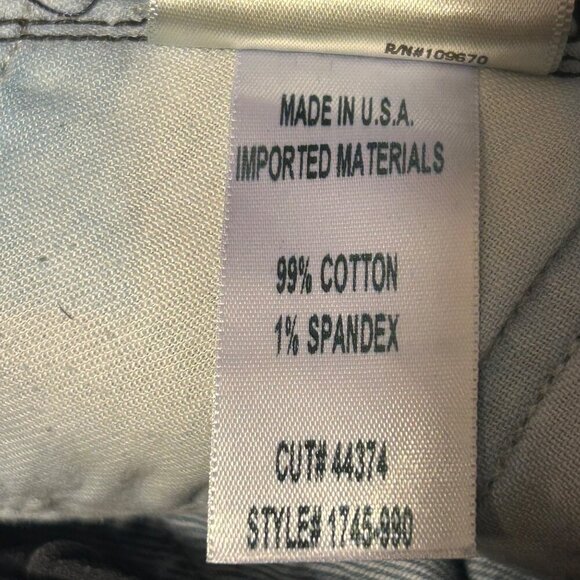 R/N#109670
MADE IN U.S.A.
IMPORTED MATERIALS
99% COTTON
1% SPANDEX
CUT# 44374
STYLE# 1745-990